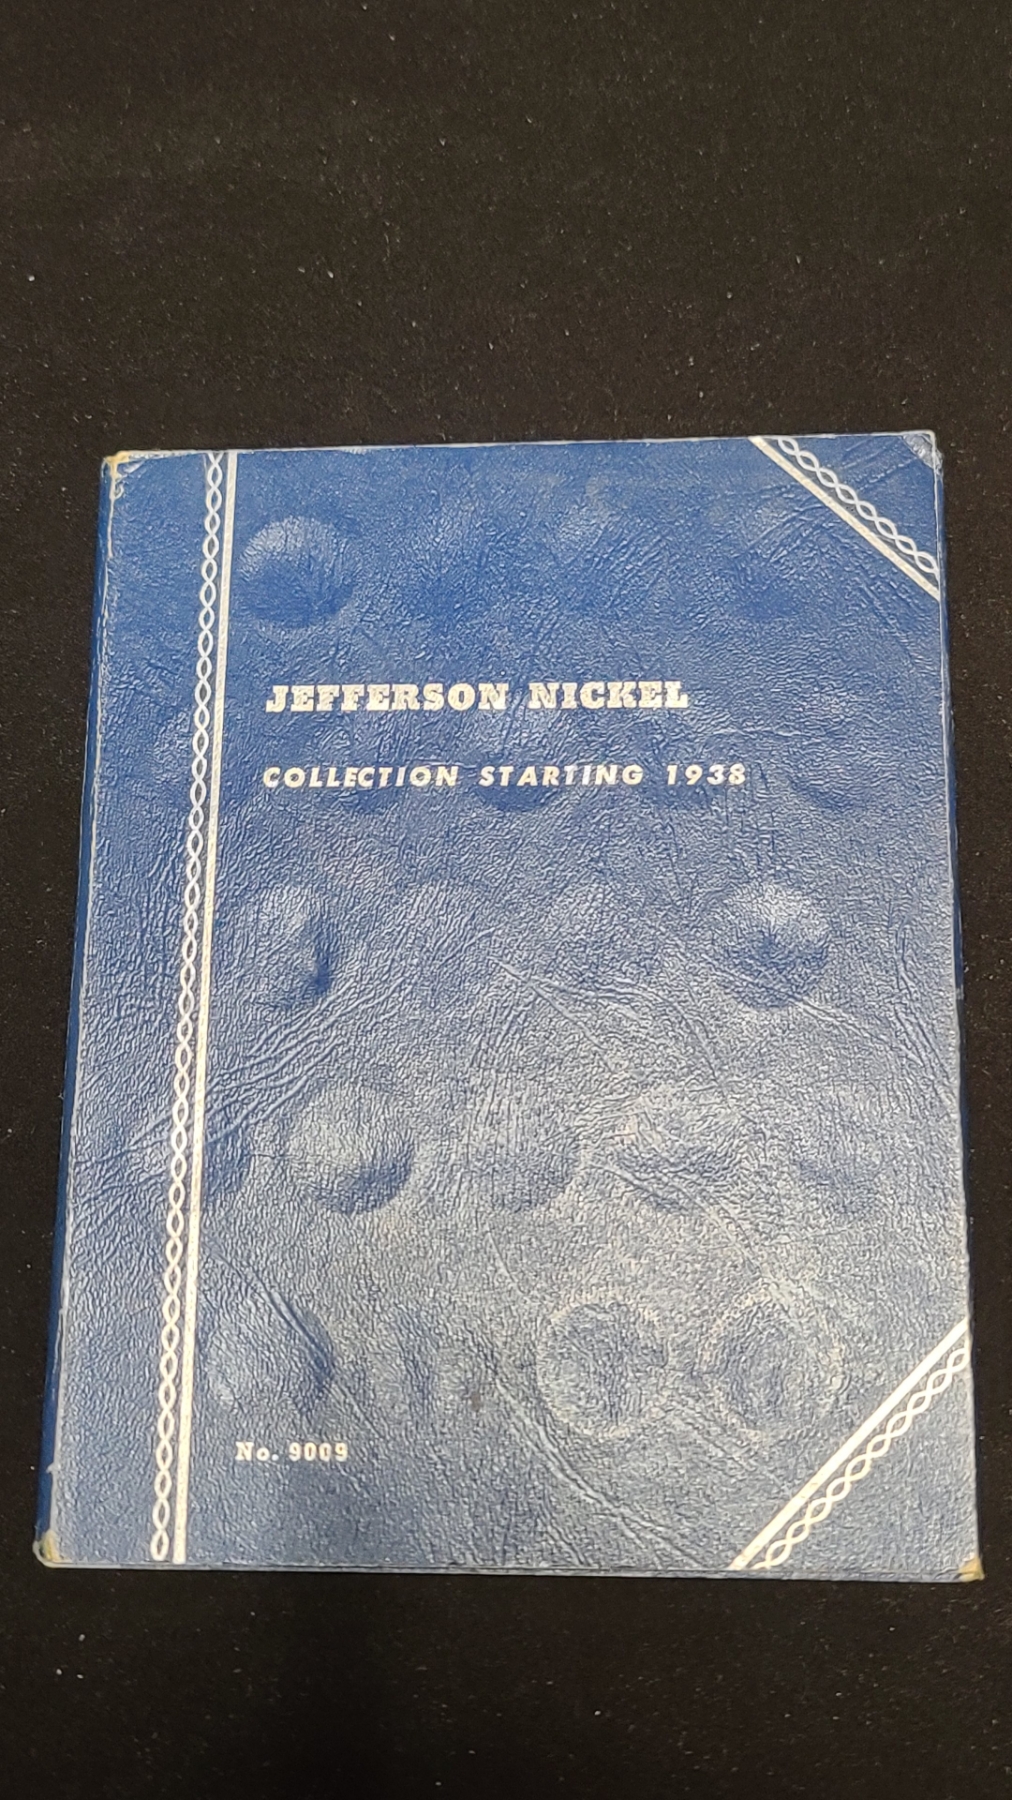 JEFFERSON NICKEL
COLLECTION STARTING 1938
No. 9009